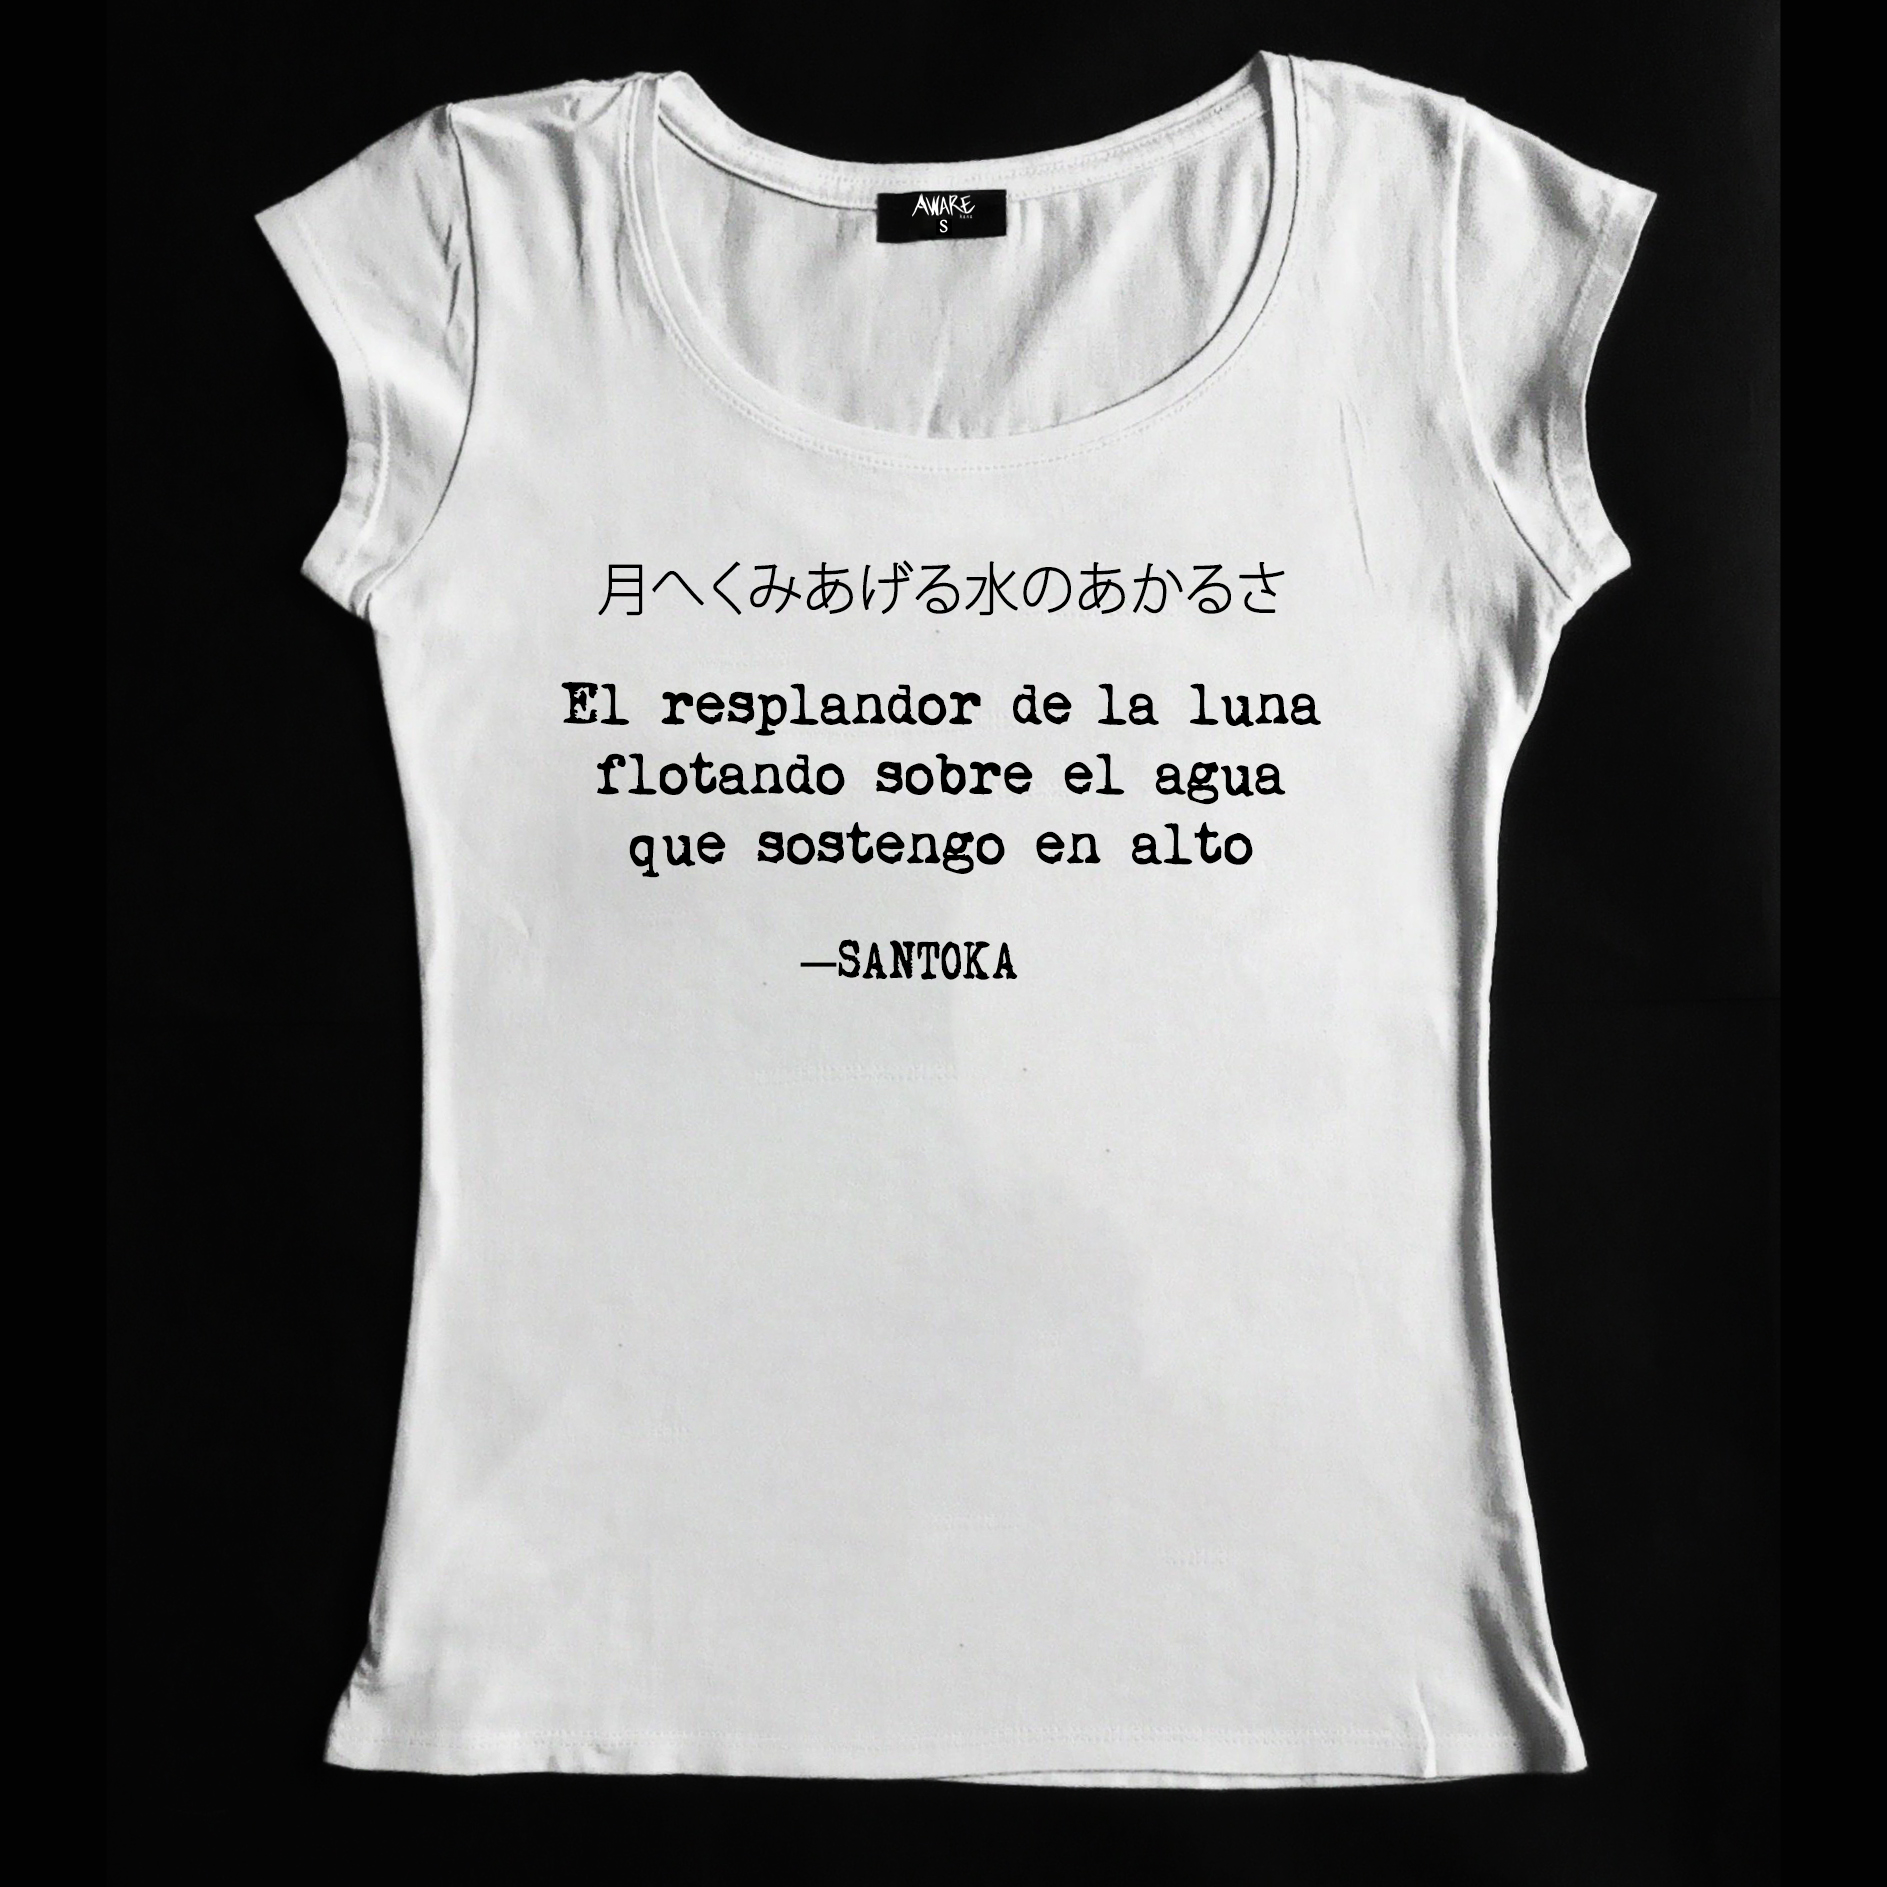 AWARE
S
月へくみあげる水のあかるさ
El resplandor de la luna
flotando sobre el agua
que sostengo en alto
—SANTOKA